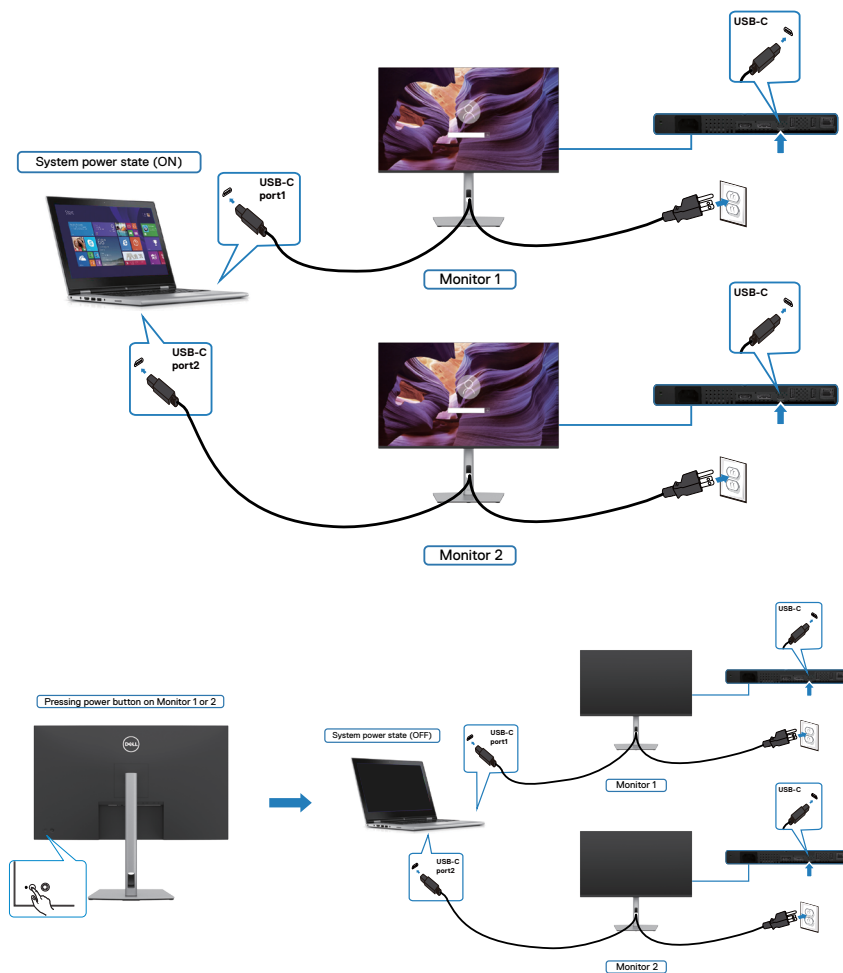 USB-C
System power state (ON)
USB-C
port1
Monitor 1
USB-C
USB-C
port2
Monitor 2
USB-C
Pressing power button on Monitor 1 or 2
DELL
System power state (OFF)
USB-C
port1
Monitor 1
USB-C
USB-C
port2
Monitor 2